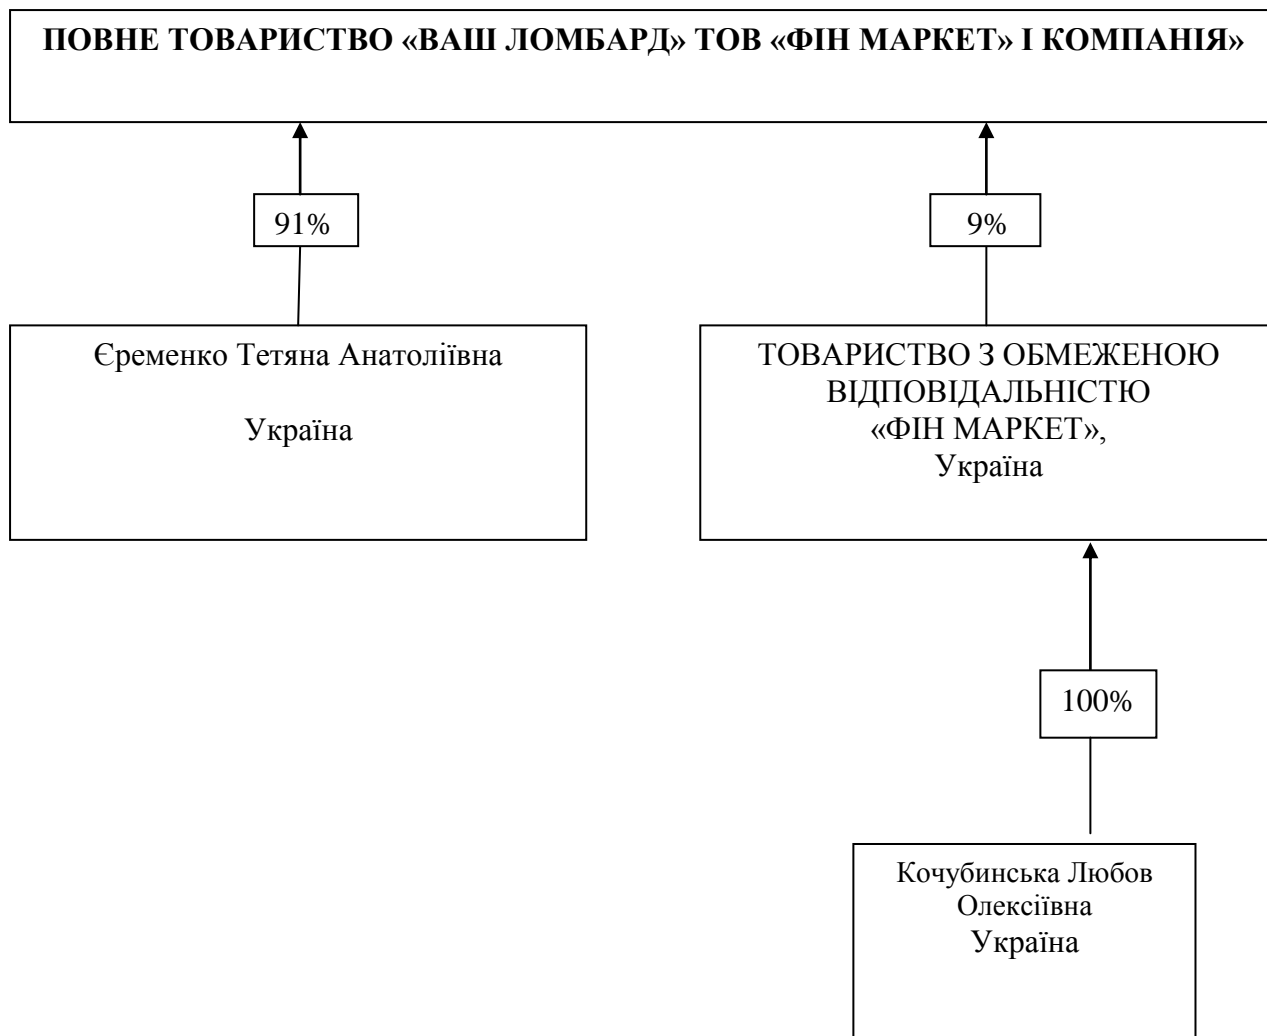 ПОВНЕ ТОВАРИСТВО «ВАШ ЛОМБАРД» ТОВ «ФІН МАРКЕТ» І КОМПАНІЯ»
91%
9%
Єременко Тетяна Анатоліївна
Україна
ТОВАРИСТВО З ОБМЕЖЕНОЮ
ВІДПОВІДАЛЬНІСТЮ
«ФІН МАРКЕТ»,
Україна
100%
Кочубинська Любов
Олексіївна
Україна